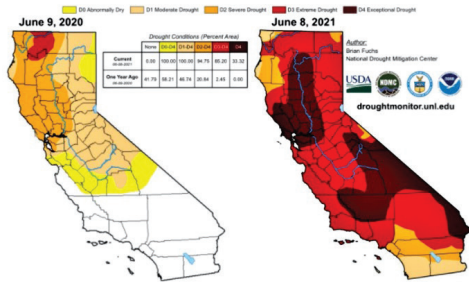 D0 Abnormally Dry D1 Moderate Drought D2 Severe Drought D3 Extreme Drought D4 Exceptional Drought
June 9, 2020
Drought Conditions (Percent Area)
None D0-D4 D1-D4 D2-D4 D3-D4 D4
Current 0.00 100.00 100.00 94.75 85.20 33.32
One Year Ago 41.79 58.21 46.74 20.84 2.45 0.00
June 8, 2021
Author:
Brian Fuchs
National Drought Mitigation Center
USDA
NDMC
droughtmonitor.unl.edu